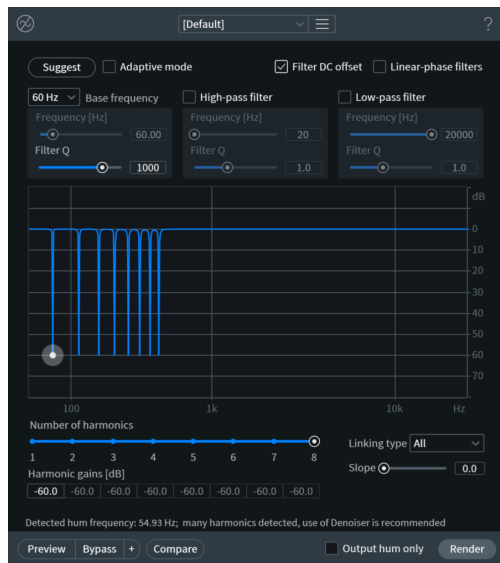 [Default]
?
Suggest
Adaptive mode
Filter DC offset
Linear-phase filters
60 Hz
Base frequency
High-pass filter
Low-pass filter
Frequency [Hz]
60.00
Filter Q
1000
Frequency [Hz]
20
Filter Q
1.0
Frequency [Hz]
20000
Filter Q
1.0
dB
-0
-10
-20
-30
-40
-50
-60
-70
100
1k
10k
Hz
Number of harmonics
1 2 3 4 5 6 7 8
Harmonic gains [dB]
-60.0 -60.0 -60.0 -60.0 -60.0 -60.0 -60.0 -60.0
Linking type
All
Slope
0.0
Detected hum frequency: 54.93 Hz; many harmonics detected, use of Denoiser is recommended
Preview
Bypass
+
Compare
Output hum only
Render